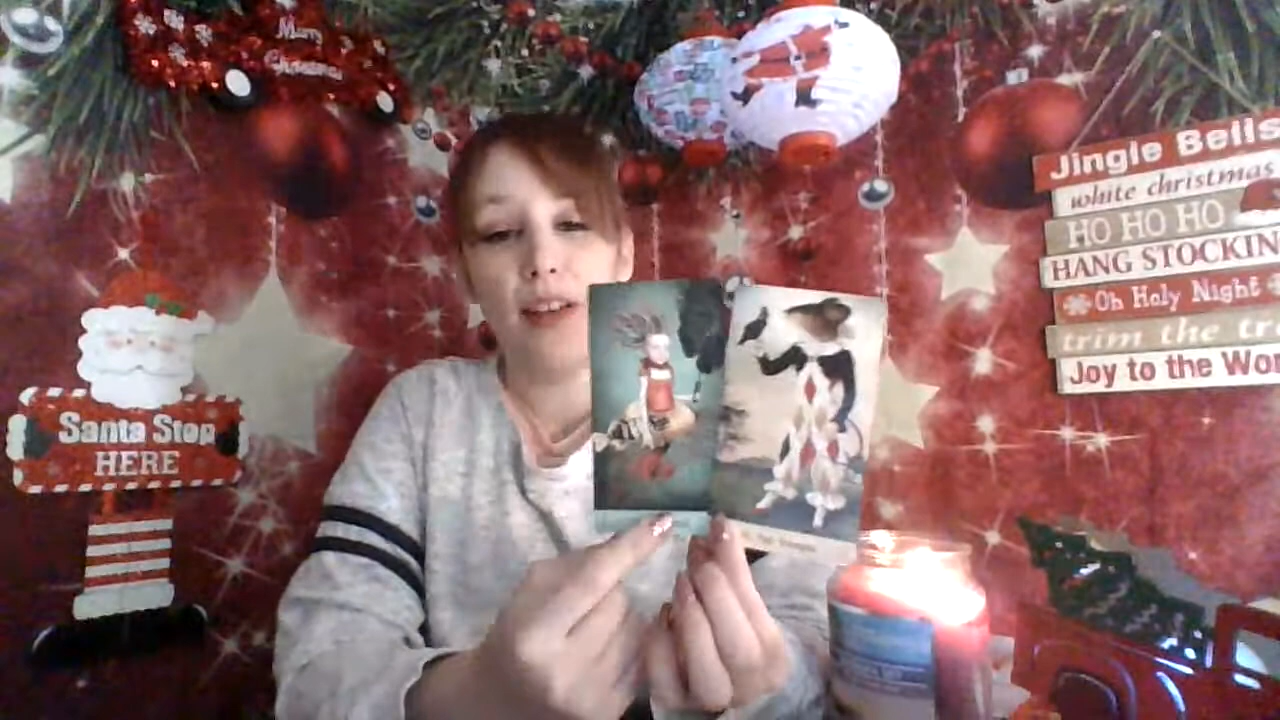 Merry
Christmas
Jingle Bells
white christmas
HO HO HO
HANG STOCKIN
Oh Holy Night
trim the tr
Joy to the Wor
Santa Stop
HERE